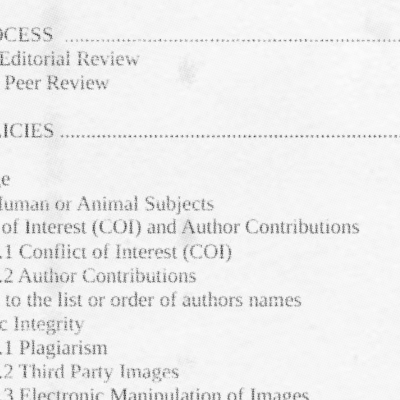 OCESS ........................................................
Editorial Review
Peer Review
ICIES ........................................................
e
Human or Animal Subjects
of Interest (COI) and Author Contributions
.1 Conflict of Interest (COI)
.2 Author Contributions
to the list or order of authors names
c Integrity
.1 Plagiarism
.2 Third Party Images
.3 Electronic Manipulation of Images